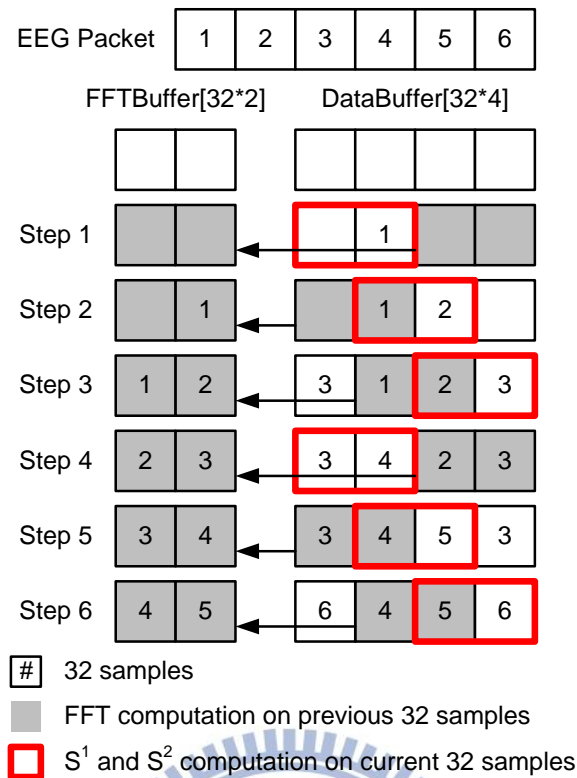 EEG Packet 1 2 3 4 5 6
FFTBuffer[32*2] DataBuffer[32*4]
Step 1 1
Step 2 1 1 2
Step 3 1 2 3 1 2 3
Step 4 2 3 3 4 2 3
Step 5 3 4 3 4 5 3
Step 6 4 5 6 4 5 6
# 32 samples
FFT computation on previous 32 samples
S¹ and S² computation on current 32 samples